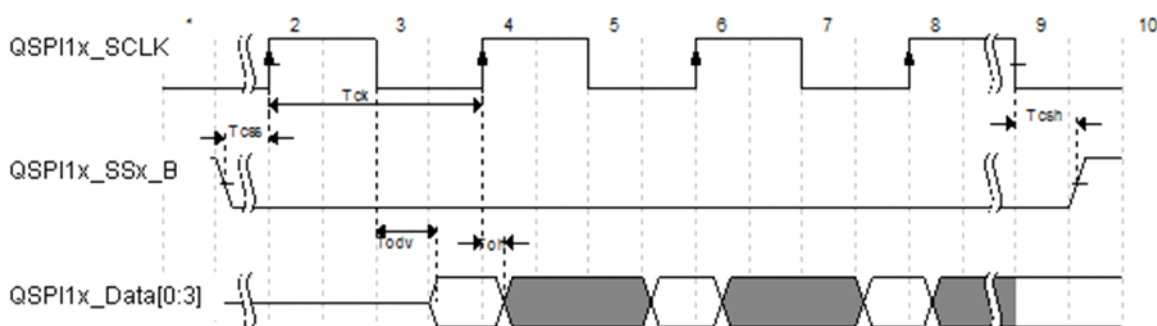 1 2 3 4 5 6 7 8 9 10
QSPI1x_SCLK
Tck
Tcss
Tcsh
QSPI1x_SSx_B
Todv
Toh
QSPI1x_Data[0:3]